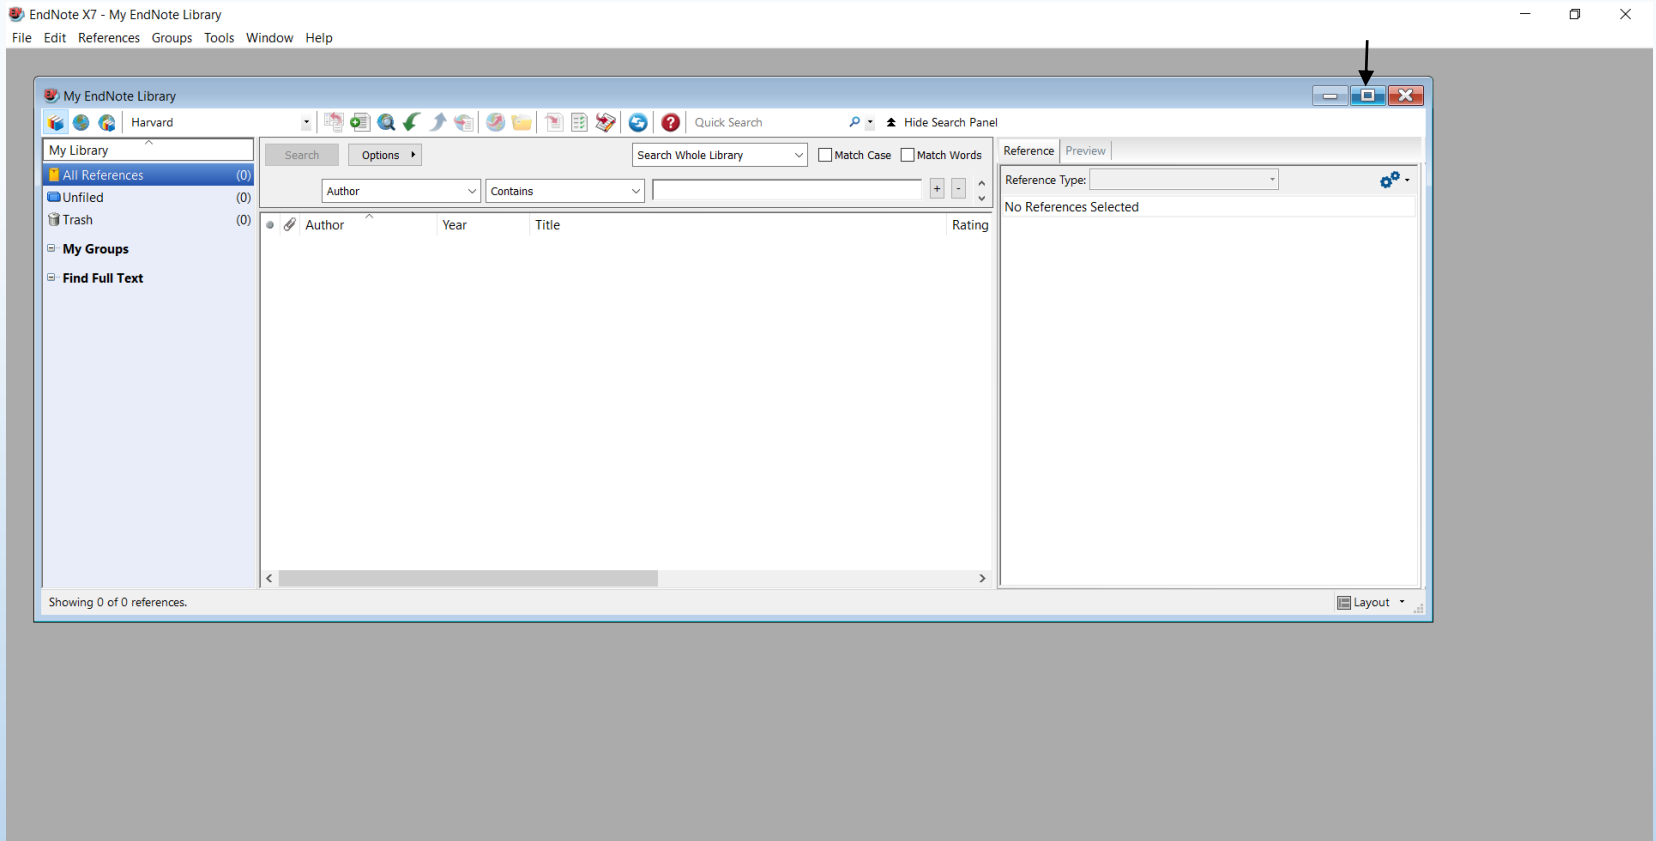 EndNote X7 - My EndNote Library
File Edit References Groups Tools Window Help
My EndNote Library
Harvard
Quick Search
Hide Search Panel
My Library
All References (0)
Unfiled (0)
Trash (0)
My Groups
Find Full Text
Search Options Search Whole Library Match Case Match Words
Author Contains + -
Author Year Title Rating
Reference Preview
Reference Type:
No References Selected
Showing 0 of 0 references.
Layout